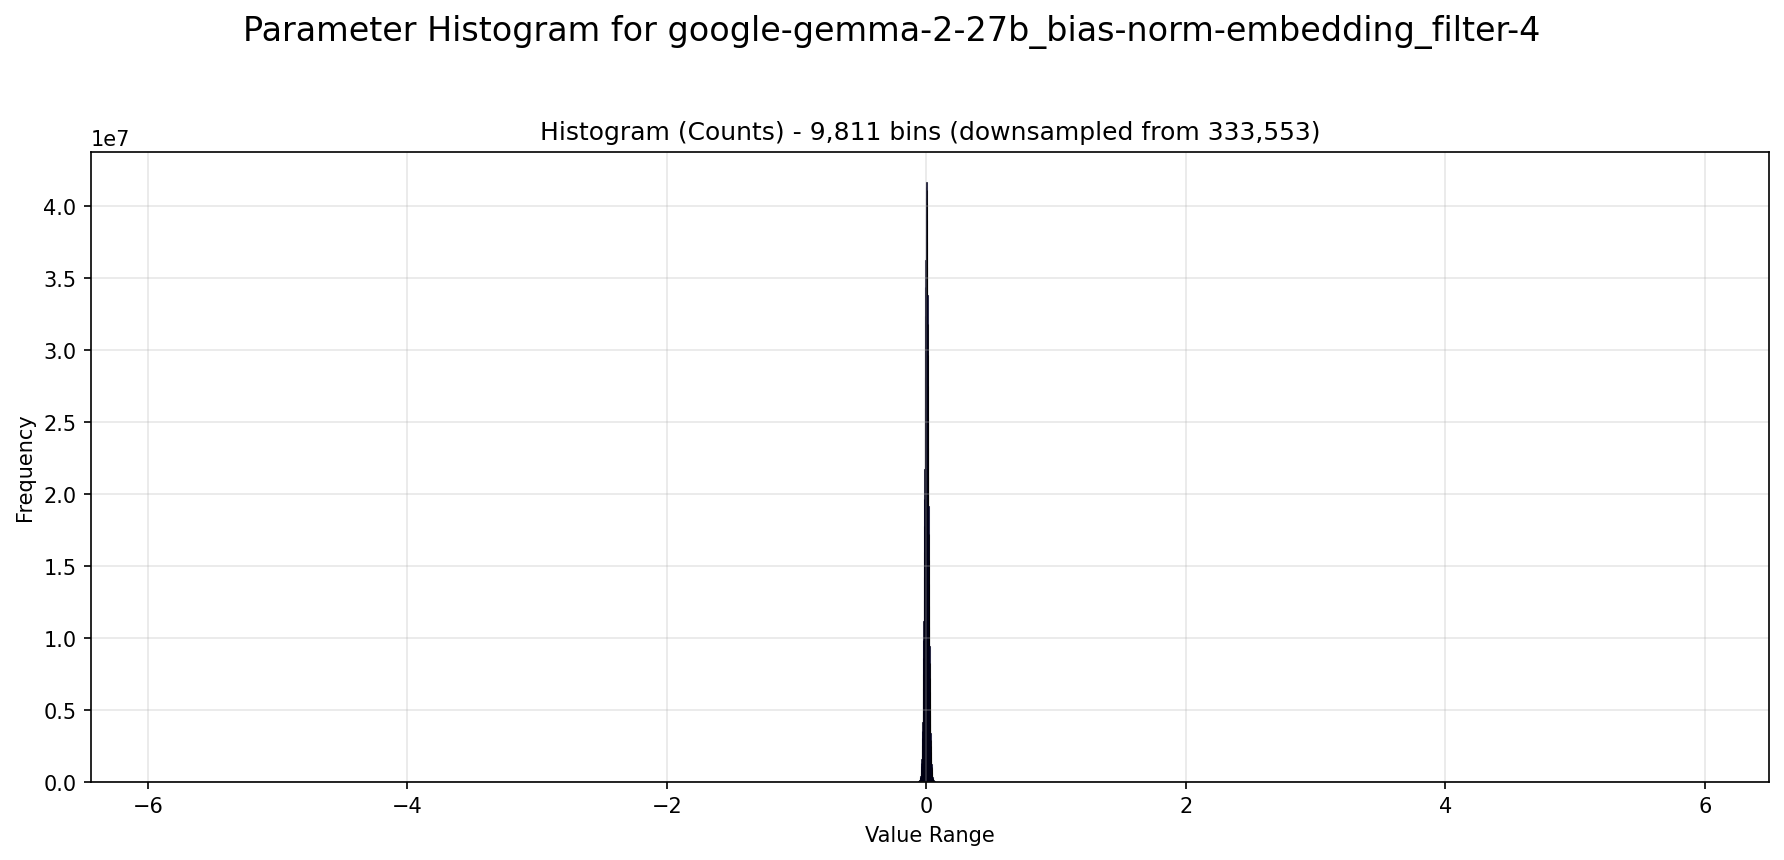 Parameter Histogram for google-gemma-2-27b_bias-norm-embedding_filter-4
Histogram (Counts) - 9,811 bins (downsampled from 333,553)
1e7
4.0
3.5
3.0
2.5
2.0
1.5
1.0
0.5
0.0
Frequency
−6 −4 −2 0 2 4 6
Value Range